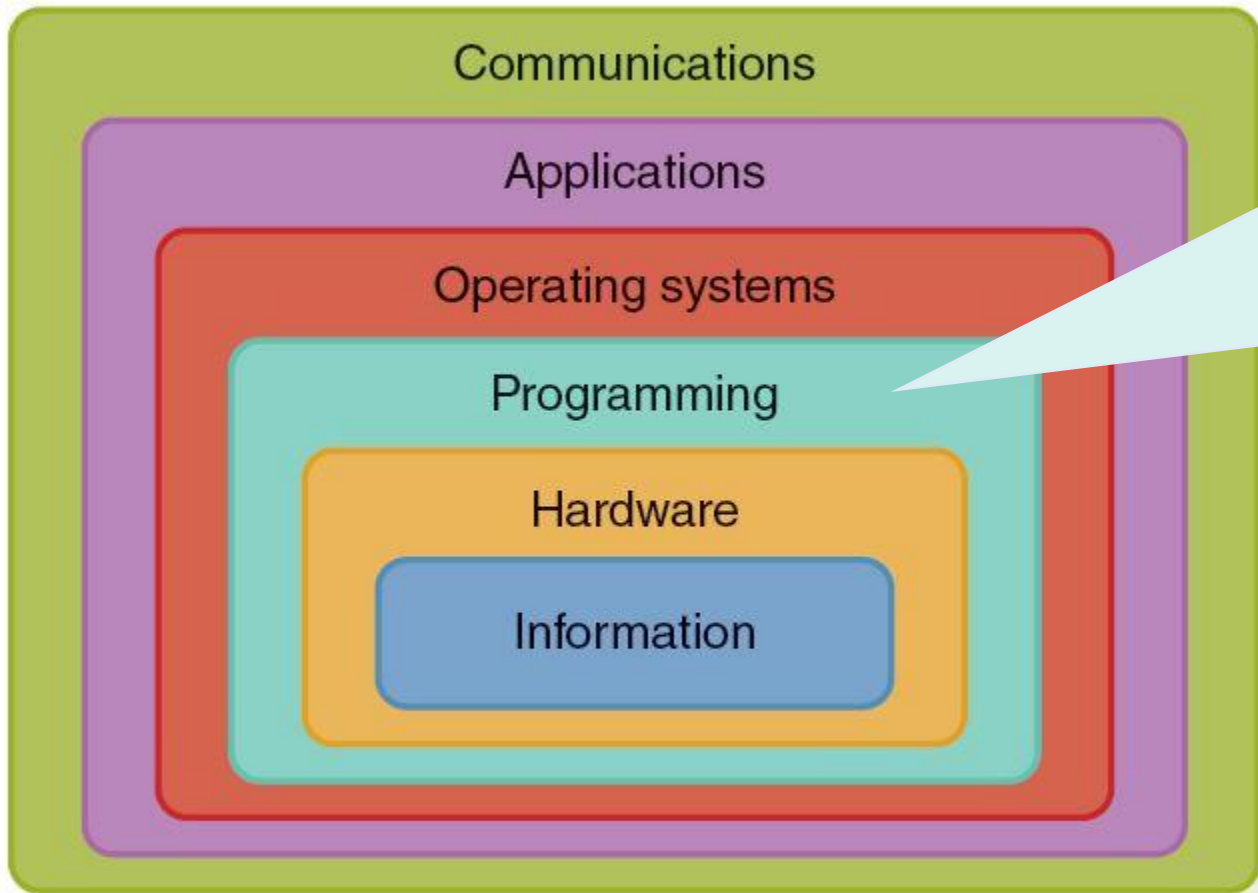 Communications
Applications
Operating systems
Programming
Hardware
Information